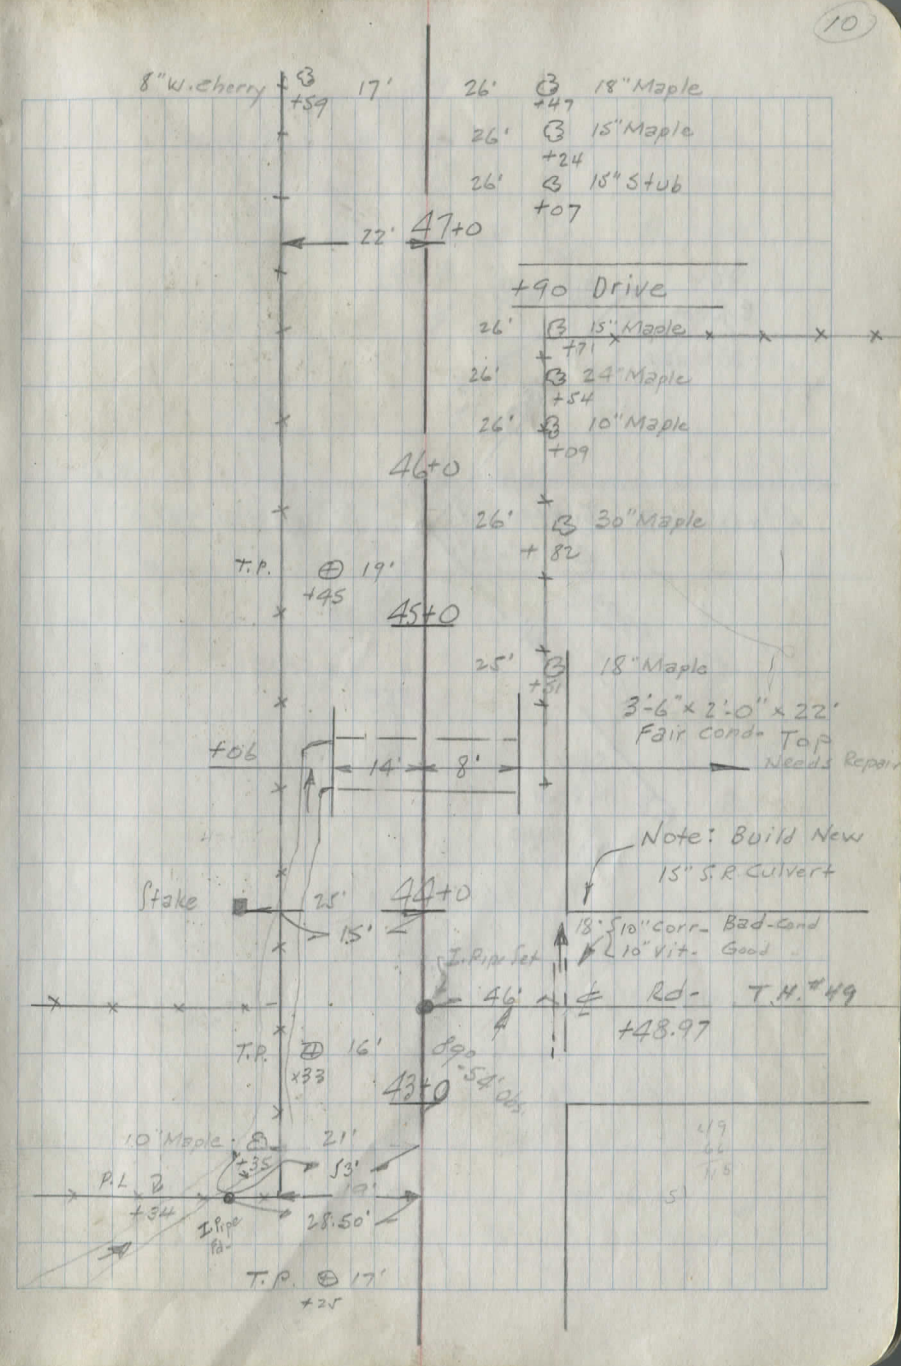 10
8" W. Cherry +59 17' 26' +47 18" Maple
26' +24 15" Maple
26' +07 15" Stub
22' 47+0
+90 Drive
26' +71 15" Maple
26' +54 24" Maple
26' +09 10" Maple
46+0
26' +82 30" Maple
T.P. +45 19'
45+0
25' 18" Maple
3'-6" x 2'-0" x 22'
Fair cond- Top
Needs Repair
+06 14' 8'
Note: Build New
15" S.R. Culvert
Stake 25' 44+0
15'
18' 10" Corr- Bad-cond
10" Vit- Good
I. Pipe Set
46' ~ ⅊ Rd- T.H. #49
+48.97
T.P. x33 16'
43+0
10" Maple +35 21'
53'
P.L +34 19'
I Pipe
Fd-
28.50'
T.P. +25 17'
49
51